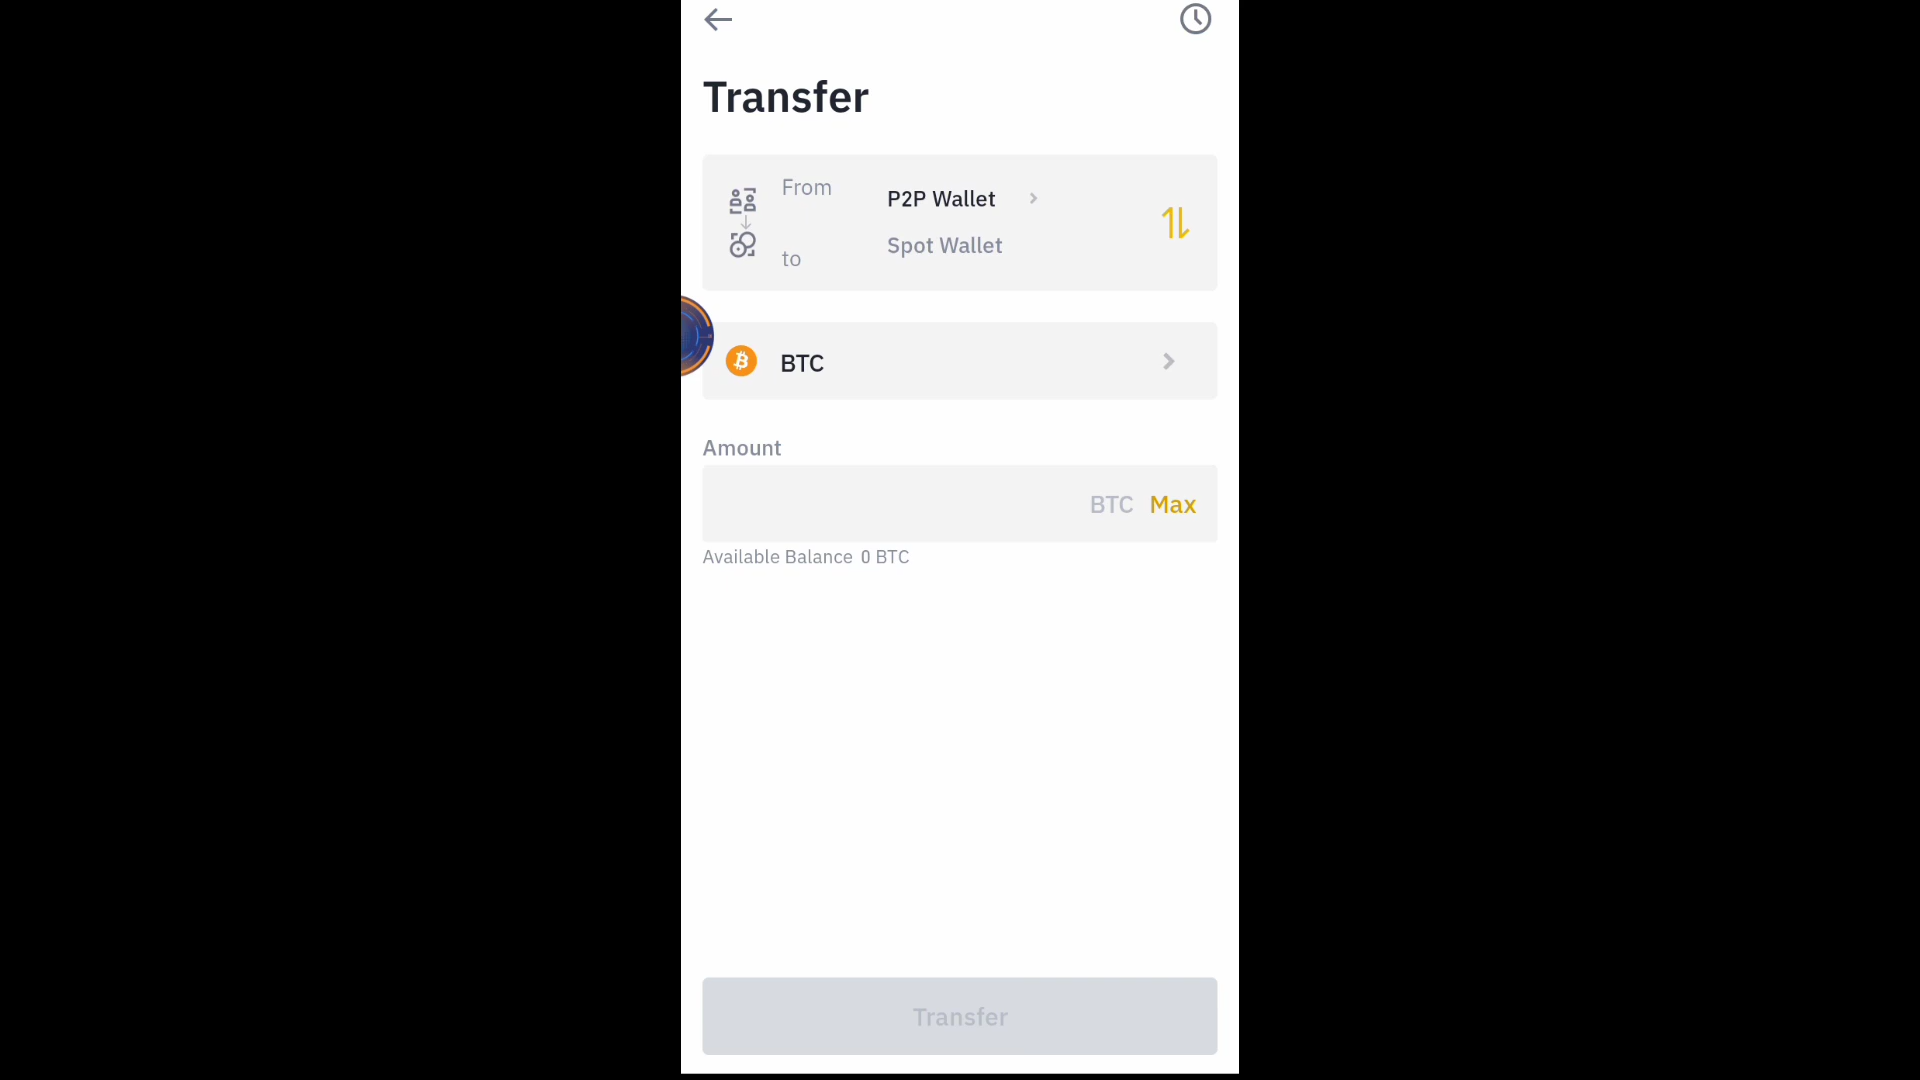 Transfer
From
P2P Wallet
to
Spot Wallet
BTC
Amount
BTC Max
Available Balance 0 BTC
Transfer